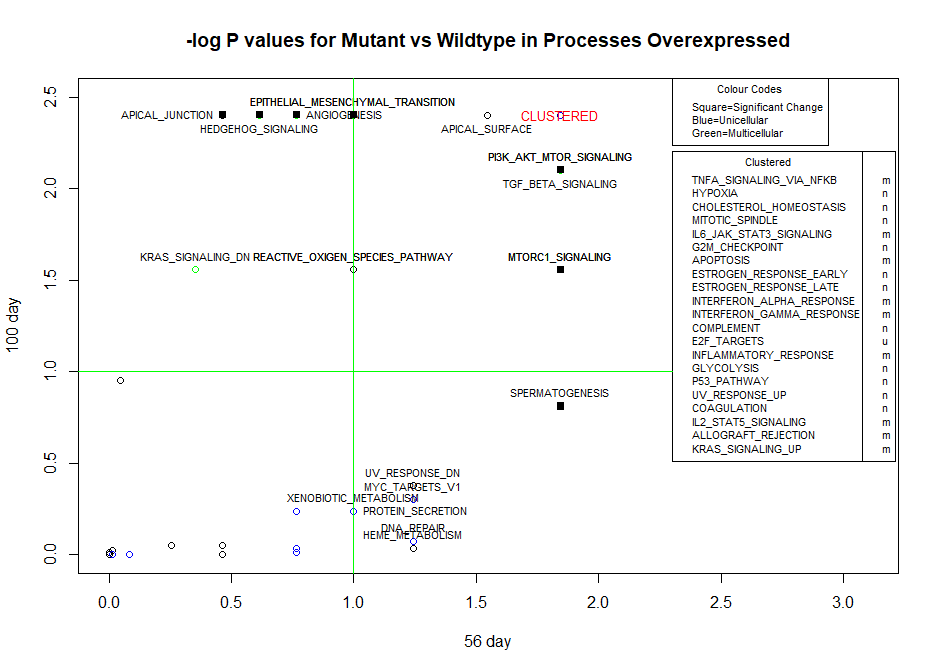 -log P values for Mutant vs Wildtype in Processes Overexpressed
2.5
EPITHELIAL_MESENCHYMAL_TRANSITION
APICAL_JUNCTION
ANGIOGENESIS
CLUSTERED
HEDGEHOG_SIGNALING
APICAL_SURFACE
PI3K_AKT_MTOR_SIGNALING
TGF_BETA_SIGNALING
2.0
KRAS_SIGNALING_DN
REACTIVE_OXIGEN_SPECIES_PATHWAY
MTORC1_SIGNALING
1.5
100 day
1.0
SPERMATOGENESIS
0.5
UV_RESPONSE_DN
MYC_TARGETS_V1
XENOBIOTIC_METABOLISM
PROTEIN_SECRETION
DNA_REPAIR
HEME_METABOLISM
0.0
0.0 0.5 1.0 1.5 2.0 2.5 3.0
56 day
Colour Codes
Square=Significant Change
Blue=Unicellular
Green=Multicellular
Clustered
TNFA_SIGNALING_VIA_NFKB m
HYPOXIA n
CHOLESTEROL_HOMEOSTASIS n
MITOTIC_SPINDLE n
IL6_JAK_STAT3_SIGNALING m
G2M_CHECKPOINT n
APOPTOSIS m
ESTROGEN_RESPONSE_EARLY n
ESTROGEN_RESPONSE_LATE n
INTERFERON_ALPHA_RESPONSE m
INTERFERON_GAMMA_RESPONSE m
COMPLEMENT n
E2F_TARGETS u
INFLAMMATORY_RESPONSE m
GLYCOLYSIS n
P53_PATHWAY n
UV_RESPONSE_UP n
COAGULATION n
IL2_STAT5_SIGNALING m
ALLOGRAFT_REJECTION m
KRAS_SIGNALING_UP m